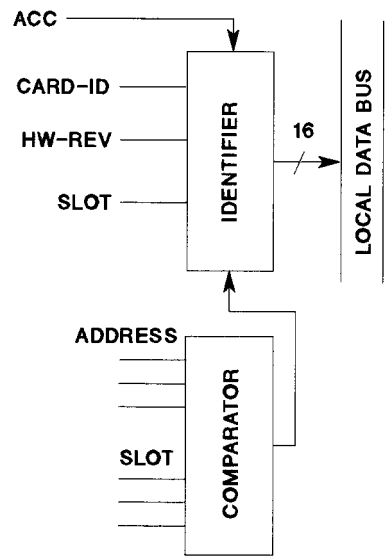 ACC
CARD-ID
HW-REV
SLOT
IDENTIFIER
16
LOCAL DATA BUS
ADDRESS
SLOT
COMPARATOR